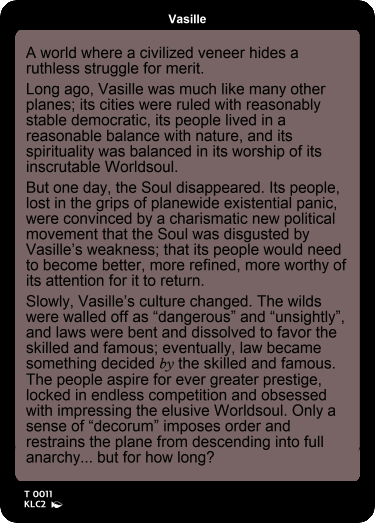 Vasille
A world where a civilized veneer hides a
ruthless struggle for merit.
Long ago, Vasille was much like many other
planes; its cities were ruled with reasonably
stable democratic, its people lived in a
reasonable balance with nature, and its
spirituality was balanced in its worship of its
inscrutable Worldsoul.
But one day, the Soul disappeared. Its people,
lost in the grips of planewide existential panic,
were convinced by a charismatic new political
movement that the Soul was disgusted by
Vasille's weakness; that its people would need
to become better, more refined, more worthy of
its attention for it to return.
Slowly, Vasille's culture changed. The wilds
were walled off as “dangerous” and “unsightly”,
and laws were bent and dissolved to favor the
skilled and famous; eventually, law became
something decided by the skilled and famous.
The people aspire for ever greater prestige,
locked in endless competition and obsessed
with impressing the elusive Worldsoul. Only a
sense of “decorum” imposes order and
restrains the plane from descending into full
anarchy... but for how long?
T 0011
KLC2